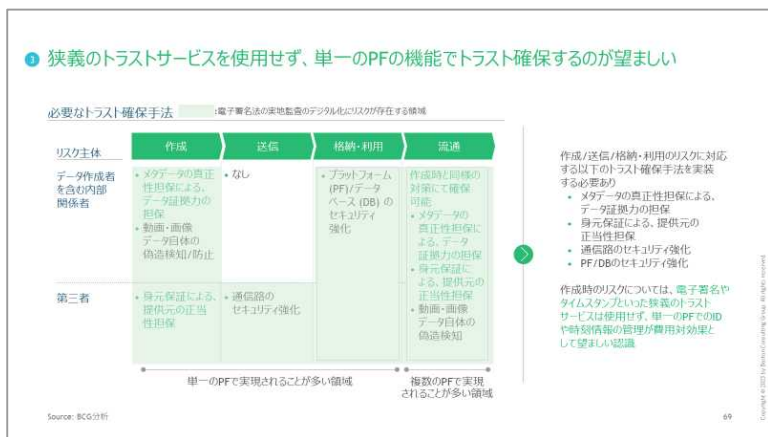 3 狭義のトラストサービスを使用せず、単一のPFの機能でトラスト確保するのが望ましい
必要なトラスト確保手法
:電子署名法の実地監査のデジタル化にリスクが存在する領域
リスク主体
作成
送信
格納・利用
流通
データ作成者
を含む内部
関係者
• メタデータの真正
性担保による、
データ証拠力の
担保
• 動画・画像
データ自体の
偽造検知/防止
• なし
• プラットフォーム
(PF)/データ
ベース (DB) の
セキュリティ
強化
作成時と同様の
対策にて確保
可能
• メタデータの
真正性担保に
よる、データ
証拠力の担保
• 身元保証に
よる、提供元の
正当性担保
• 動画・画像
データ自体の
偽造検知
第三者
• 身元保証による、
提供元の正当
性担保
• 通信路の
セキュリティ強化
単一のPFで実現されることが多い領域
複数のPFで実現
されることが多い領域
作成/送信/格納・利用のリスクに対応
する以下のトラスト確保手法を実装
する必要あり
• メタデータの真正性担保による、
データ証拠力の担保
• 身元保証による、提供元の
正当性担保
• 通信路のセキュリティ強化
• PF/DBのセキュリティ強化
作成時のリスクについては、電子署名や
タイムスタンプといった狭義のトラスト
サービスは使用せず、単一のPFでのID
や時刻情報の管理が費用対効果と
して望ましい認識
Source: BCG分析
69
Copyright © 2023 by Boston Consulting Group. All rights reserved.